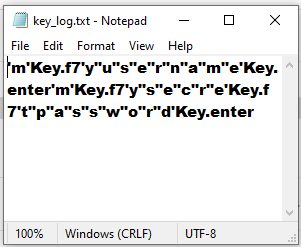 key_log.txt - Notepad
File Edit Format View Help
'm'Key.f7'y"u"s"e"r"n"a"m"e'Key.
enter'm'Key.f7'y"s"e"c"r"e'Key.f
7't"p"a"s"s"w"o"r"d'Key.enter
100% Windows (CRLF) UTF-8